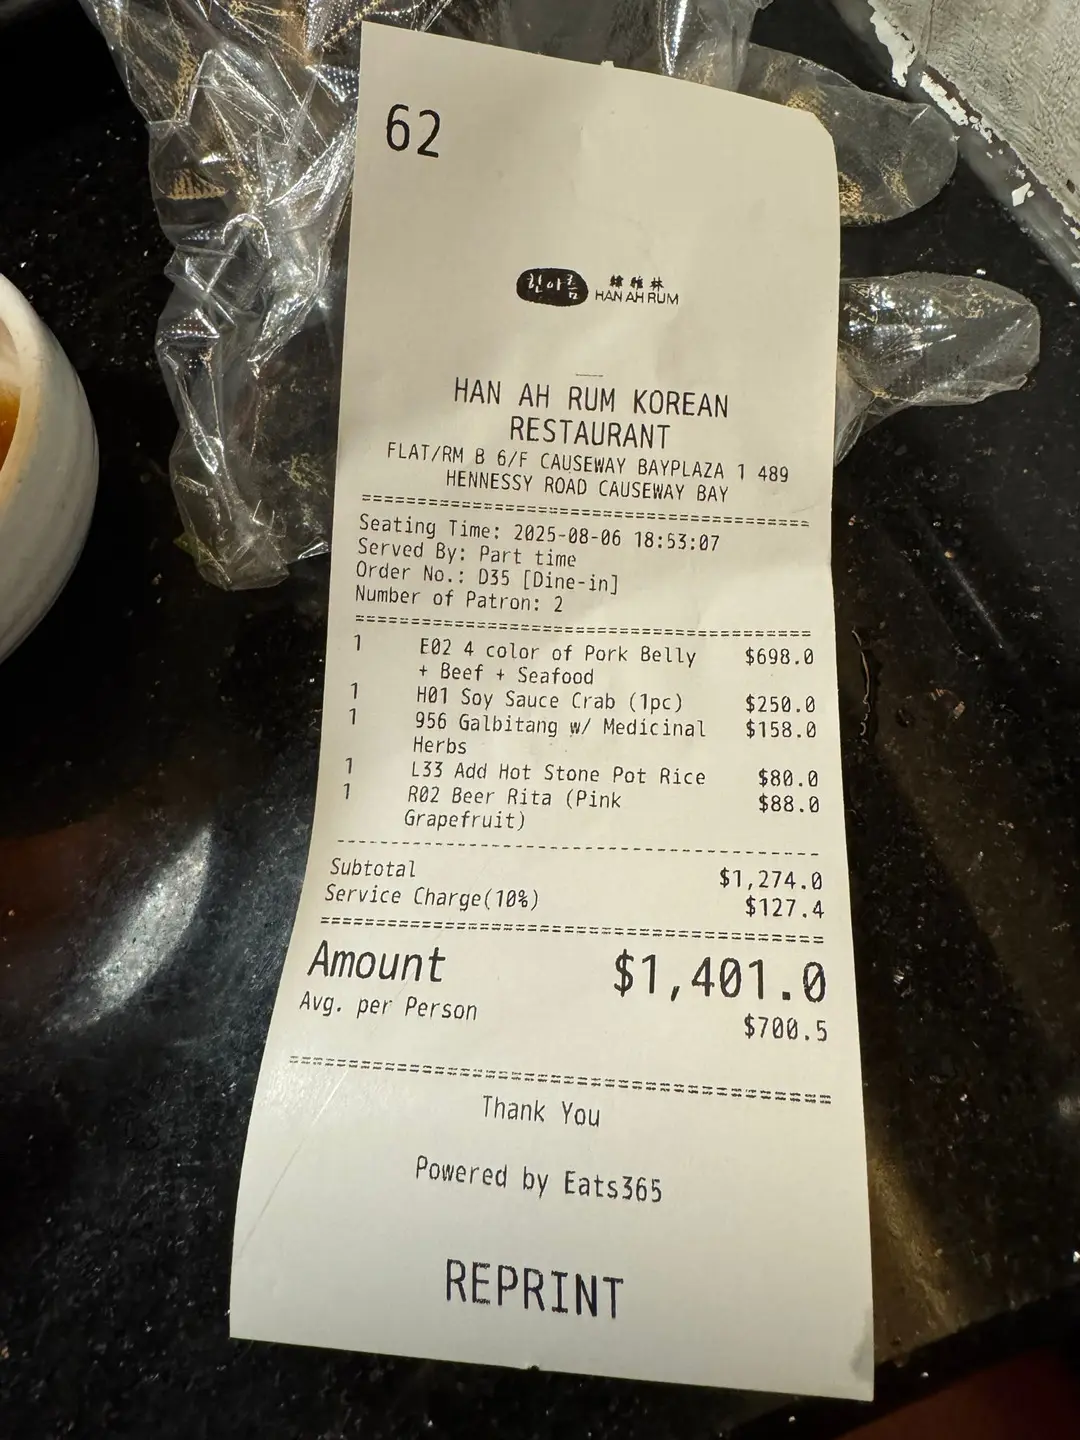 62
한아름 韓雅林
HAN AH RUM
HAN AH RUM KOREAN
RESTAURANT
FLAT/RM B 6/F CAUSEWAY BAYPLAZA 1 489
HENNESSY ROAD CAUSEWAY BAY
Seating Time: 2025-08-06 18:53:07
Served By: Part time
Order No.: D35 [Dine-in]
Number of Patron: 2
1 E02 4 color of Pork Belly $698.0
+ Beef + Seafood
1 H01 Soy Sauce Crab (1pc) $250.0
1 956 Galbitang w/ Medicinal $158.0
Herbs
1 L33 Add Hot Stone Pot Rice $80.0
1 R02 Beer Rita (Pink $88.0
Grapefruit)
Subtotal $1,274.0
Service Charge(10%) $127.4
Amount $1,401.0
Avg. per Person $700.5
Thank You
Powered by Eats365
REPRINT